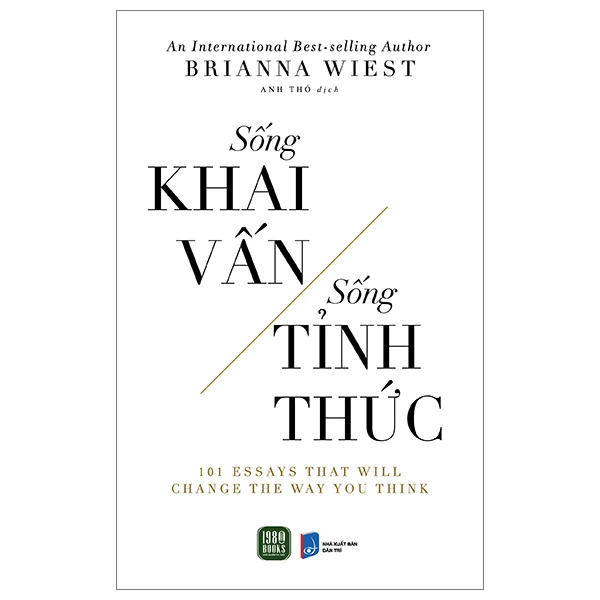 An International Best-selling Author
BRIANNA WIEST
ANH THƠ dịch
Sống
KHAI
VẤN
Sống
TỈNH
THỨC
101 ESSAYS THAT WILL
CHANGE THE WAY YOU THINK
1980
BOOKS
NHÀ XUẤT BẢN
DÂN TRÍ